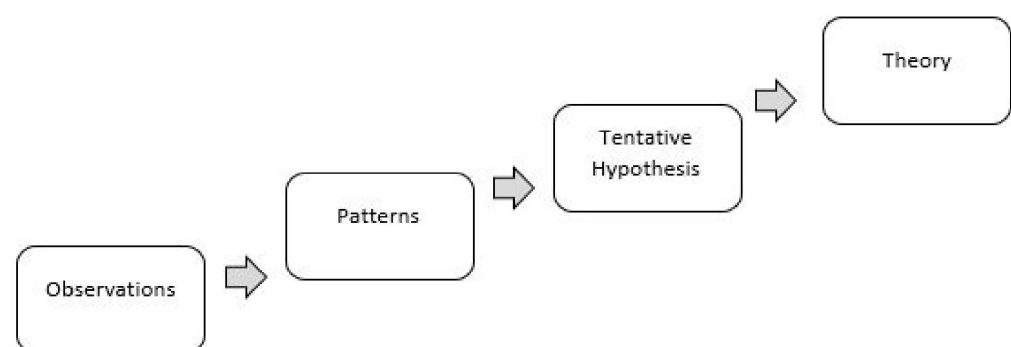 Theory
Tentative
Hypothesis
Patterns
Observations